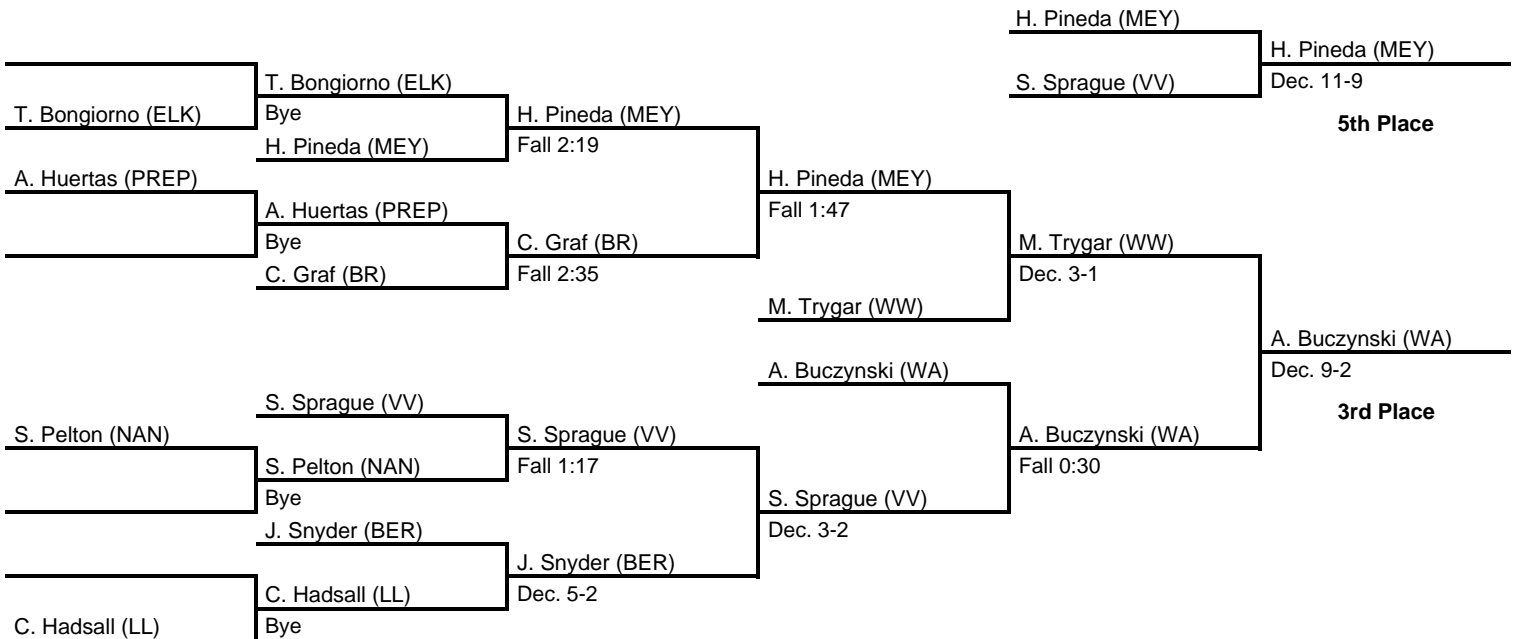 H. Pineda (MEY)
H. Pineda (MEY)
S. Sprague (VV)
Dec. 11-9
5th Place
T. Bongiorno (ELK)
T. Bongiorno (ELK)
Bye
H. Pineda (MEY)
H. Pineda (MEY)
Fall 2:19
A. Huertas (PREP)
A. Huertas (PREP)
Bye
C. Graf (BR)
C. Graf (BR)
Fall 2:35
H. Pineda (MEY)
Fall 1:47
M. Trygar (WW)
M. Trygar (WW)
Dec. 3-1
A. Buczynski (WA)
A. Buczynski (WA)
Dec. 9-2
3rd Place
S. Sprague (VV)
S. Pelton (NAN)
S. Pelton (NAN)
Bye
S. Sprague (VV)
Fall 1:17
A. Buczynski (WA)
Fall 0:30
S. Sprague (VV)
Dec. 3-2
J. Snyder (BER)
J. Snyder (BER)
Dec. 5-2
C. Hadsall (LL)
C. Hadsall (LL)
Bye